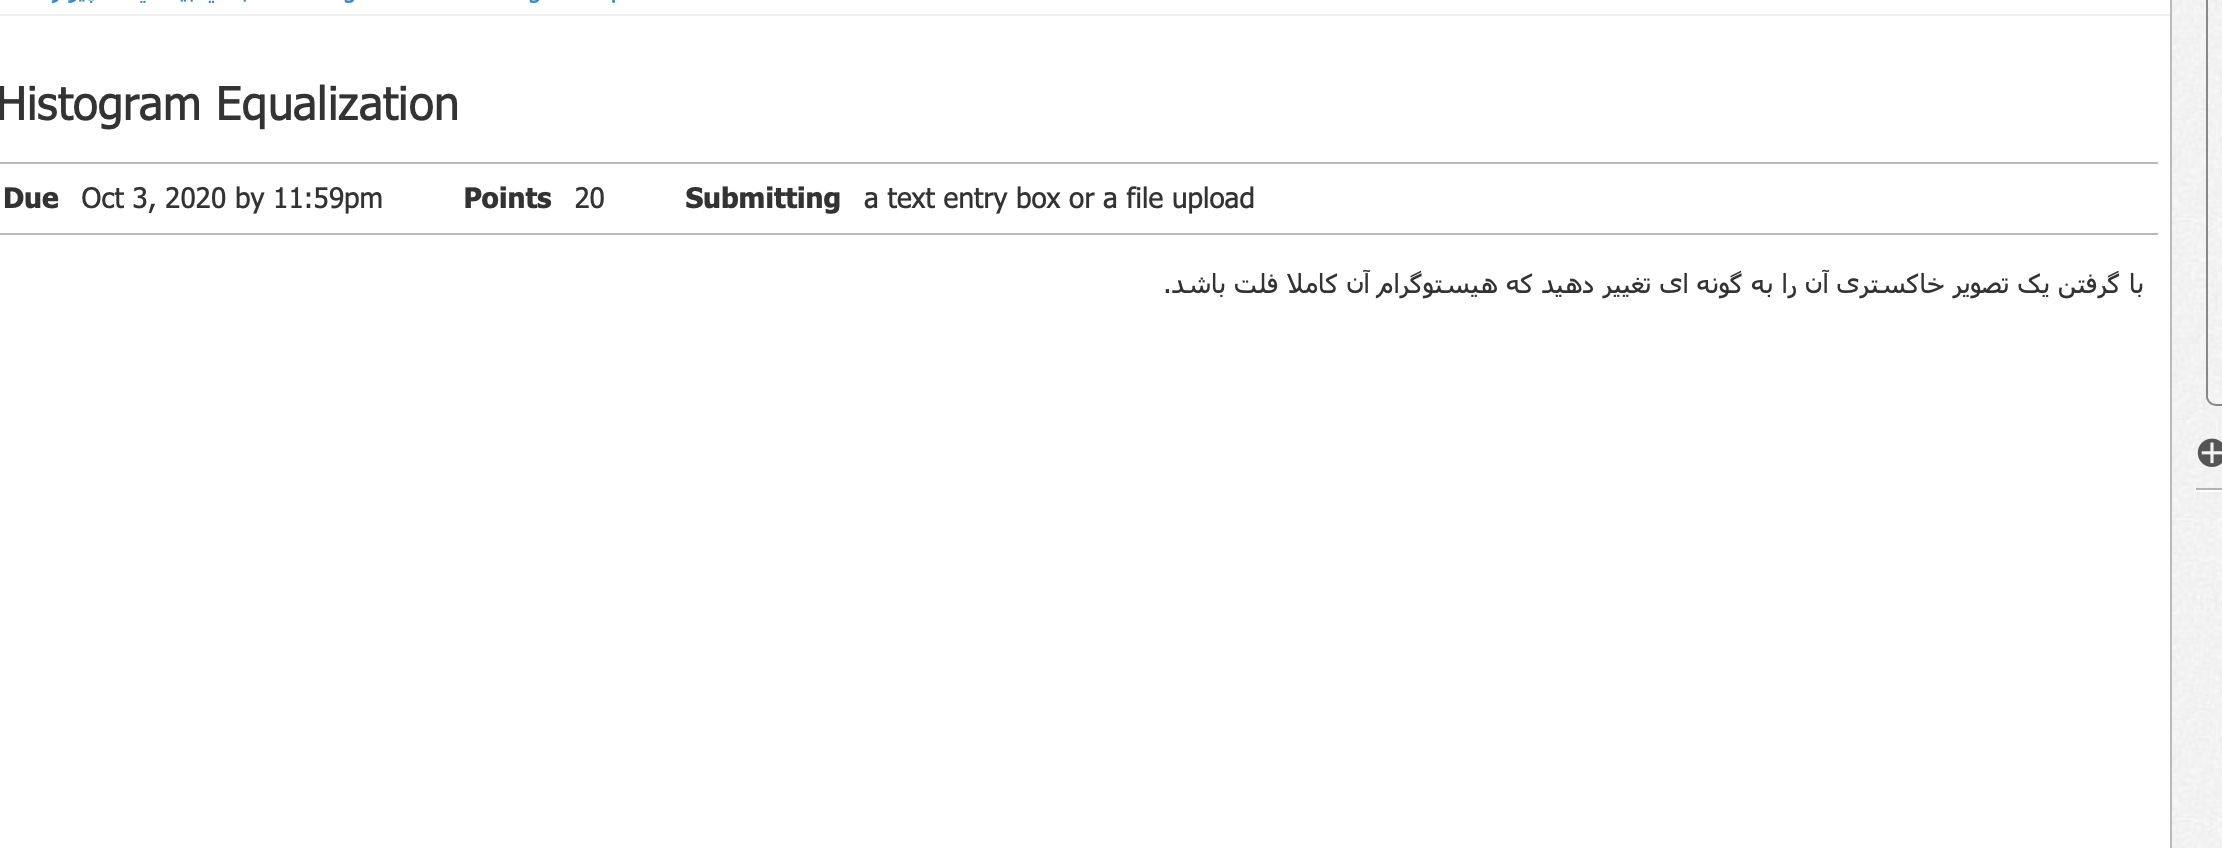 Histogram Equalization
Due Oct 3, 2020 by 11:59pm Points 20 Submitting a text entry box or a file upload
با گرفتن یک تصویر خاکستری آن را به گونه ای تغییر دهید که هیستوگرام آن کاملا فلت باشد.